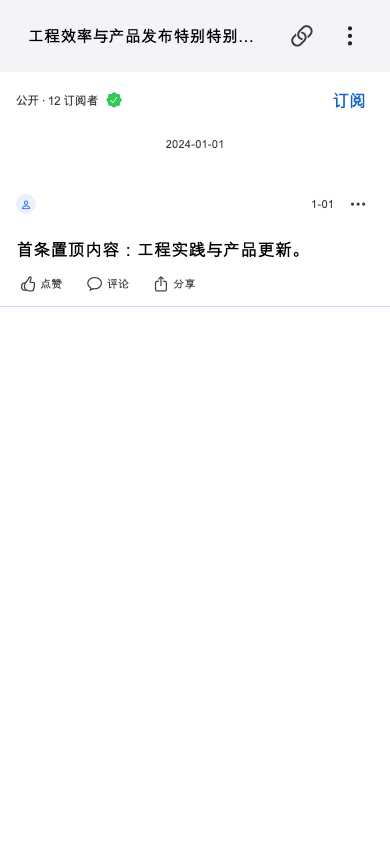 工程效率与产品发布特别特别...
公开 · 12 订阅者
订阅
2024-01-01
1-01
首条置顶内容：工程实践与产品更新。
点赞 评论 分享